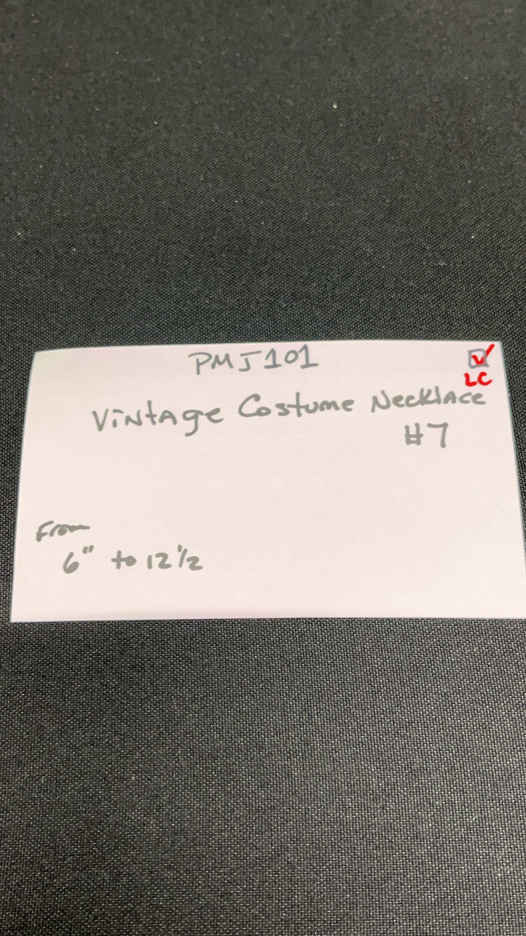 PMJ101
LC
Vintage Costume Necklace
#7
From
6" to 12 1/2